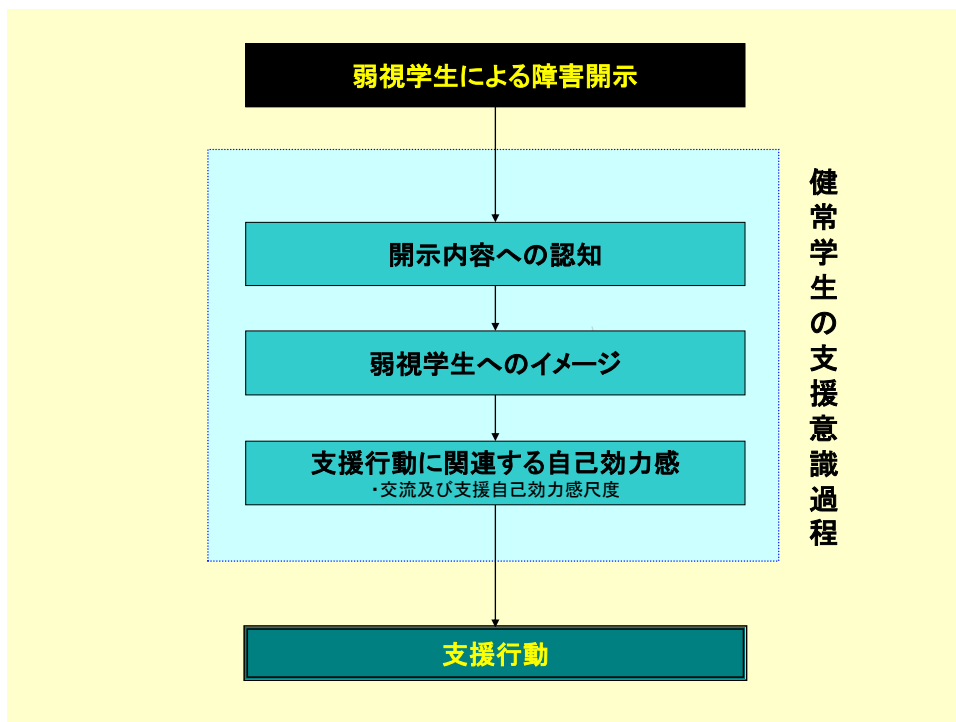 弱視学生による障害開示
開示内容への認知
弱視学生へのイメージ
支援行動に関連する自己効力感
・交流及び支援自己効力感尺度
支援行動
健常学生の支援意識過程